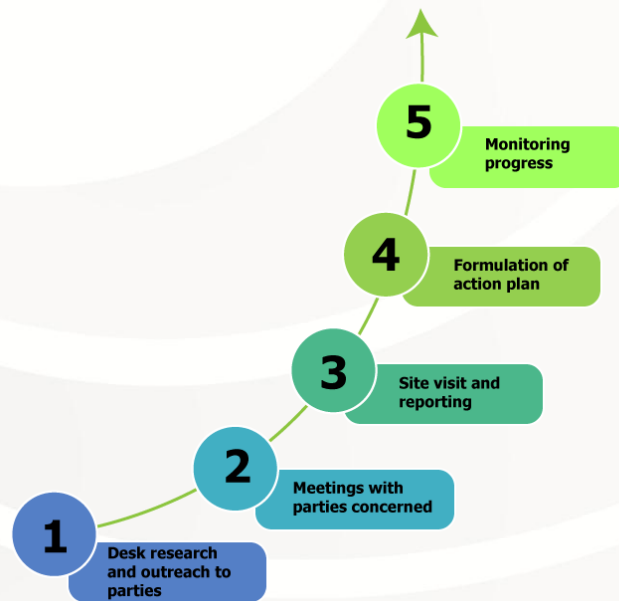 5
Monitoring
progress
4
Formulation of
action plan
3
Site visit and
reporting
2
Meetings with
parties concerned
1
Desk research
and outreach to
parties